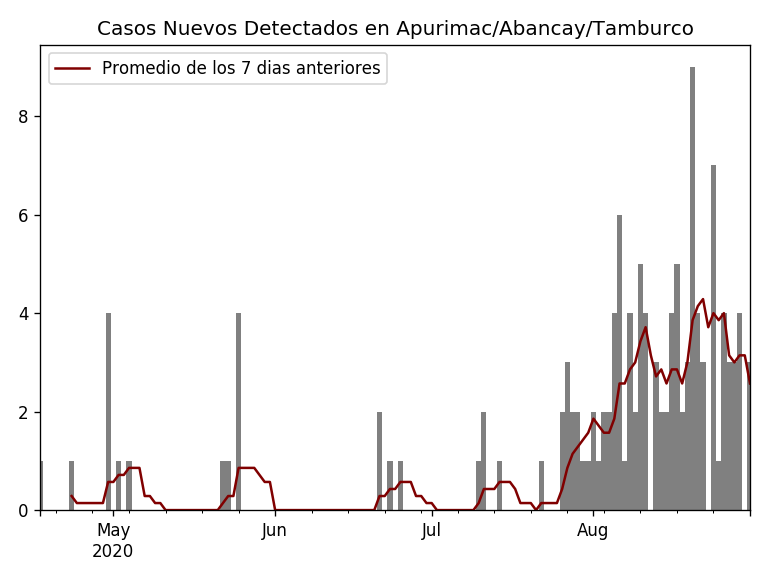 Casos Nuevos Detectados en Apurimac/Abancay/Tamburco
Promedio de los 7 dias anteriores
8
6
4
2
0
May Jun Jul Aug
2020